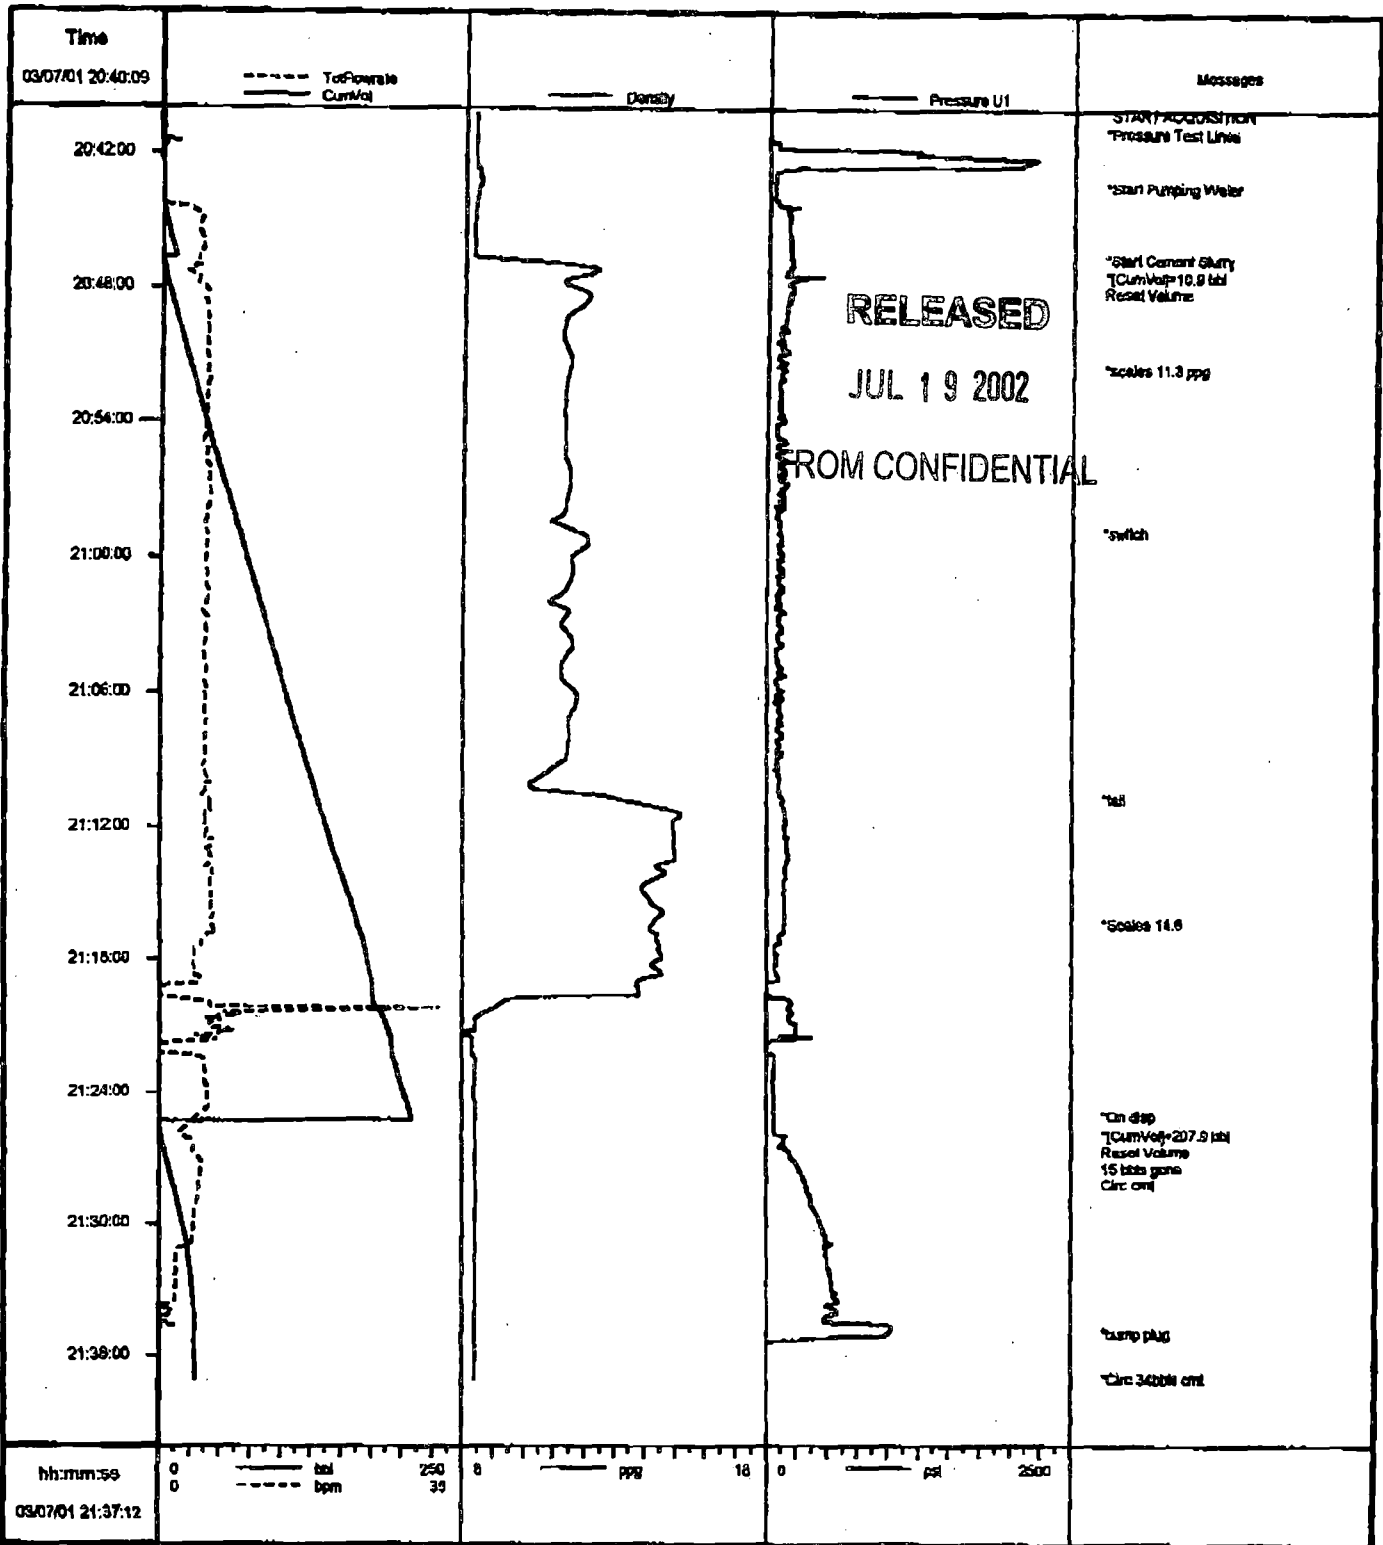 Time
03/07/01 20:40:09
TotFlowrate
CumVol
Density
Pressure U1
Messages
START ACQUISITION
*Pressure Test Lines
20:42:00
*Start Pumping Water
*Start Cement Slurry
*[CumVol]=10.9 bbl
Reset Volume
20:48:00
RELEASED
JUL 19 2002
FROM CONFIDENTIAL
*scales 11.3 ppg
20:54:00
*switch
21:00:00
21:06:00
*tail
21:12:00
*Scales 14.6
21:18:00
21:24:00
*On disp
*[CumVol]=207.9 bbl
Reset Volume
15 bbls gone
Circ cmt
21:30:00
*bump plug
21:38:00
*Circ 34bbls cmt
hh:mm:ss
03/07/01 21:37:12
0 bbl 250
0 bpm 35
ppg 18
0 psi 2500